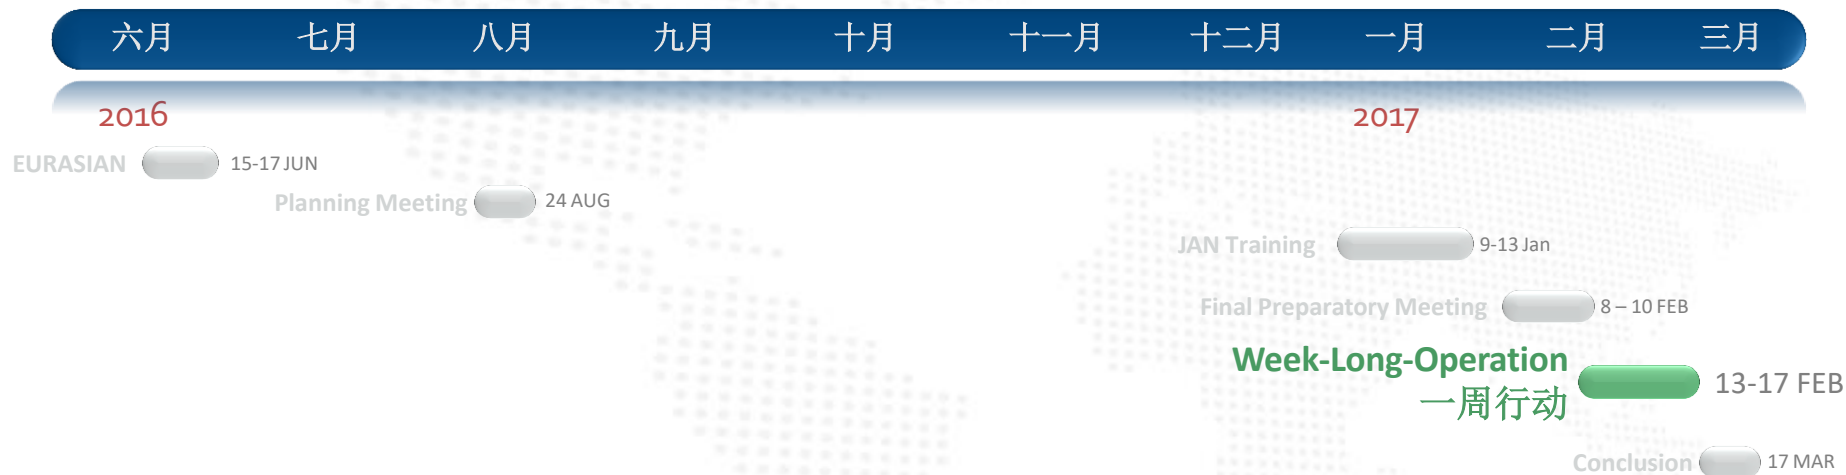 六月 七月 八月 九月 十月 十一月 十二月 一月 二月 三月
2016 2017
EURASIAN 15-17 JUN
Planning Meeting 24 AUG
JAN Training 9-13 Jan
Final Preparatory Meeting 8 – 10 FEB
Week-Long-Operation
一周行动 13-17 FEB
Conclusion 17 MAR